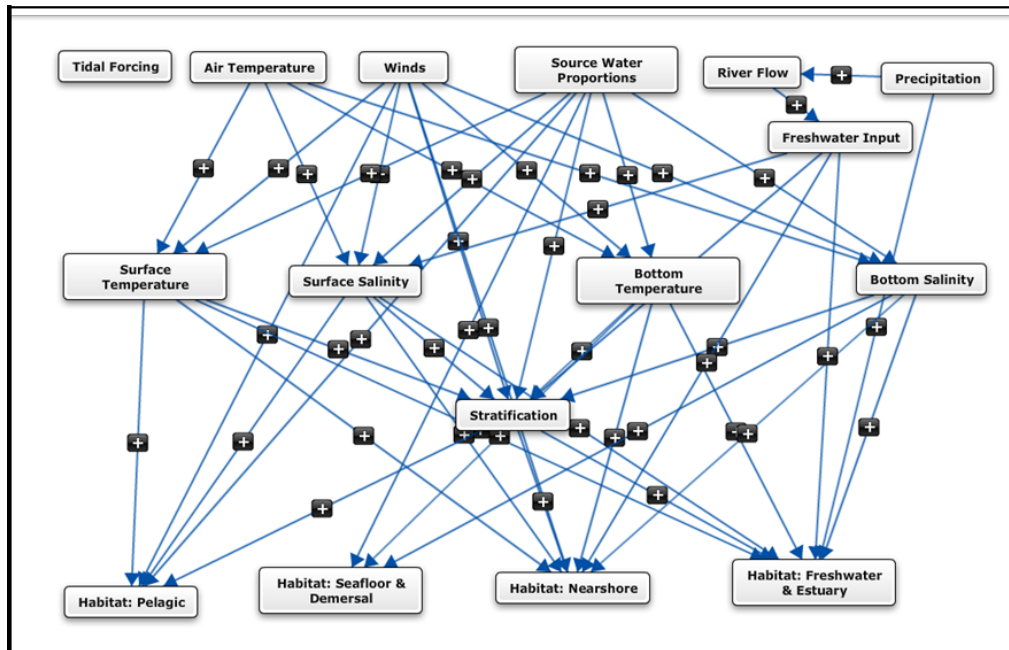 Tidal Forcing
Air Temperature
Winds
Source Water
Proportions
River Flow
Precipitation
Freshwater Input
Surface
Temperature
Surface Salinity
Bottom
Temperature
Bottom Salinity
Stratification
Habitat: Pelagic
Habitat: Seafloor &
Demersal
Habitat: Nearshore
Habitat: Freshwater
& Estuary